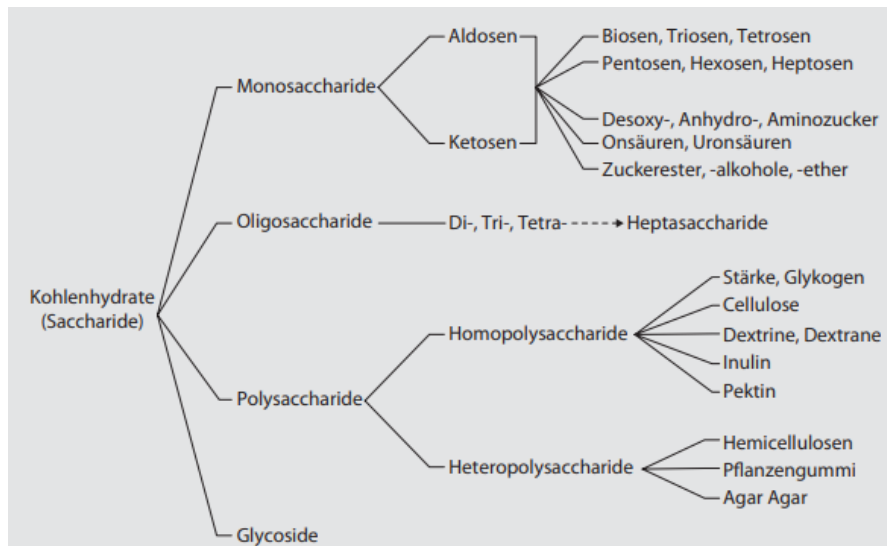 Kohlenhydrate
(Saccharide)
Monosaccharide
Aldosen
Ketosen
Biosen, Triosen, Tetrosen
Pentosen, Hexosen, Heptosen
Desoxy-, Anhydro-, Aminozucker
Onsäuren, Uronsäuren
Zuckerester, -alkohole, -ether
Oligosaccharide
Di-, Tri-, Tetra-
Heptasaccharide
Polysaccharide
Homopolysaccharide
Stärke, Glykogen
Cellulose
Dextrine, Dextrane
Inulin
Pektin
Heteropolysaccharide
Hemicellulosen
Pflanzengummi
Agar Agar
Glycoside